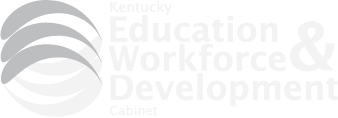 Kentucky
Education
Workforce &
Development
Cabinet